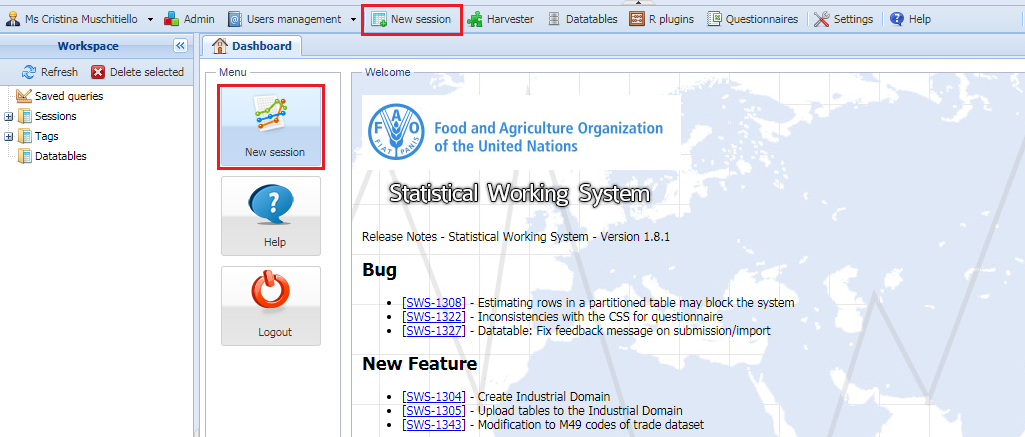 Ms Cristina Muschitiello Admin Users management New session Harvester Datatables R plugins Questionnaires Settings Help
Workspace
Dashboard
Refresh Delete selected
Saved queries
Sessions
Tags
Datatables
Menu
New session
Help
Logout
Welcome
FAO
FIAT PANIS
Food and Agriculture Organization
of the United Nations
Statistical Working System
Release Notes - Statistical Working System - Version 1.8.1
Bug
• [SWS-1308] - Estimating rows in a partitioned table may block the system
• [SWS-1322] - Inconsistencies with the CSS for questionnaire
• [SWS-1327] - Datatable: Fix feedback message on submission/import
New Feature
• [SWS-1304] - Create Industrial Domain
• [SWS-1305] - Upload tables to the Industrial Domain
• [SWS-1343] - Modification to M49 codes of trade dataset